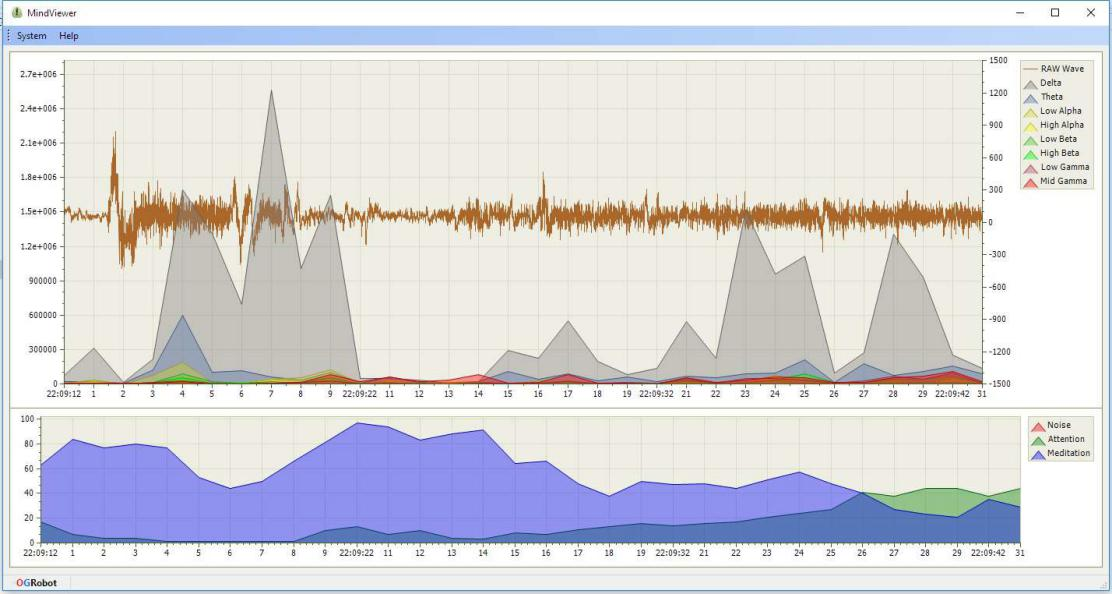 MindViewer
System Help
2.7e+006
2.4e+006
2.1e+006
1.8e+006
1.5e+006
1.2e+006
900000
600000
300000
0
1500
1200
900
600
300
0
-300
-600
-900
-1200
-1500
RAW Wave
Delta
Theta
Low Alpha
High Alpha
Low Beta
High Beta
Low Gamma
Mid Gamma
22:09:12 1 2 3 4 5 6 7 8 9 22:09:22 11 12 13 14 15 16 17 18 19 22:09:32 21 22 23 24 25 26 27 28 29 22:09:42 31
100
80
60
40
20
0
Noise
Attention
Meditation
22:09:12 1 2 3 4 5 6 7 8 9 22:09:22 11 12 13 14 15 16 17 18 19 22:09:32 21 22 23 24 25 26 27 28 29 22:09:42 31
OGRobot